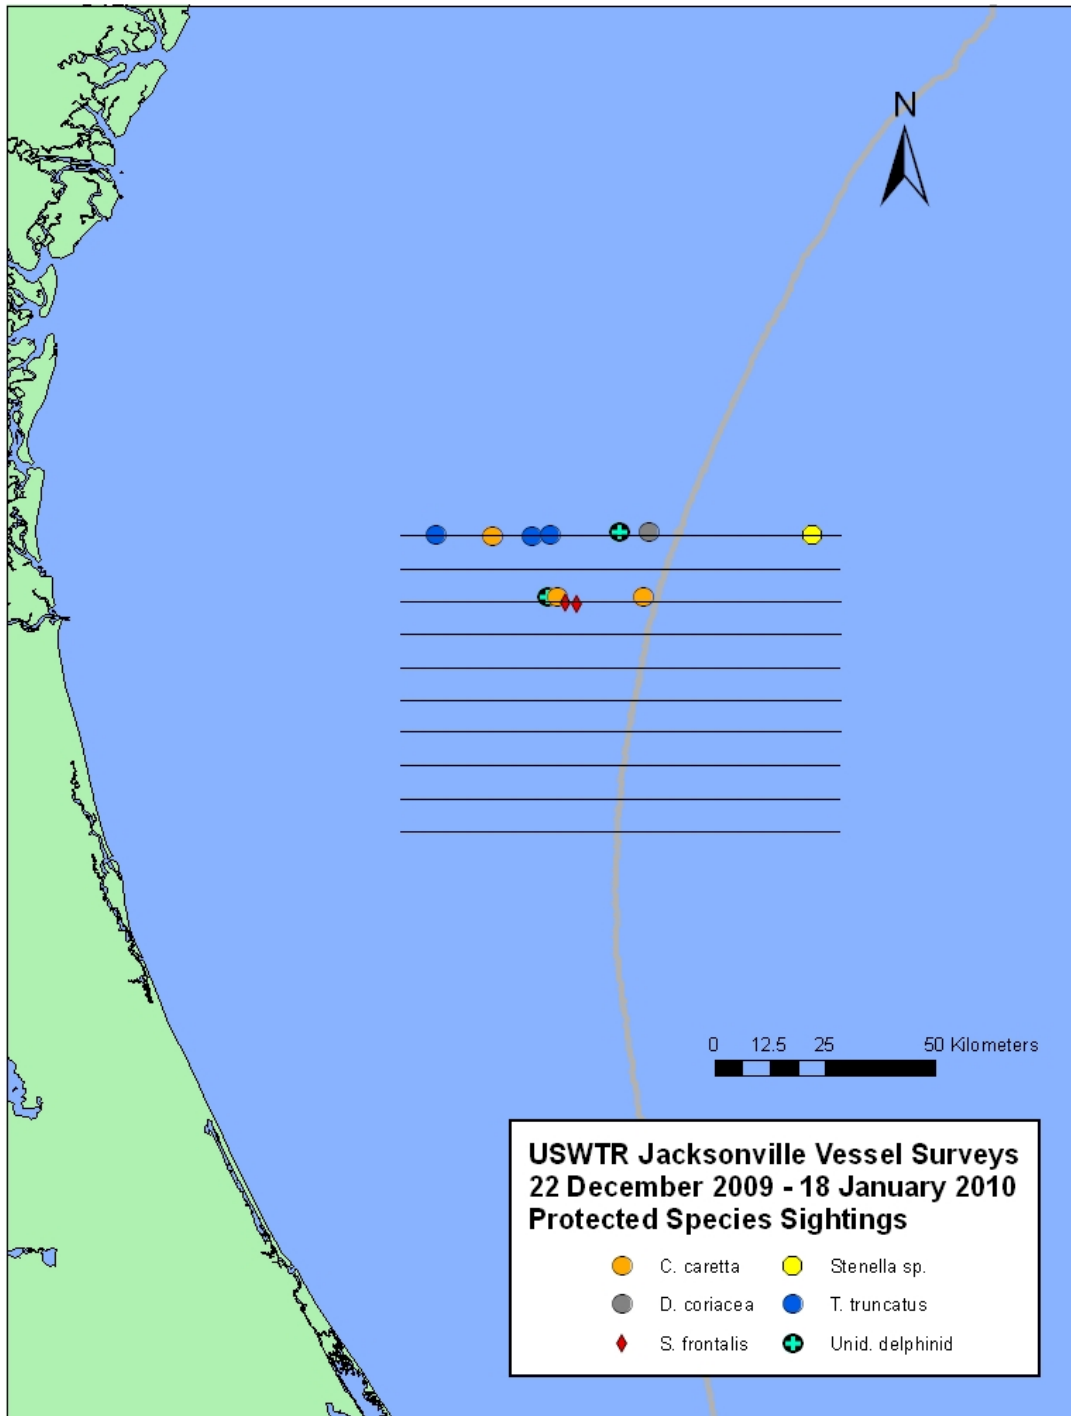 N
0 12.5 25 50 Kilometers
USWTR Jacksonville Vessel Surveys
22 December 2009 - 18 January 2010
Protected Species Sightings
C. caretta Stenella sp.
D. coriacea T. truncatus
S. frontalis Unid. delphinid